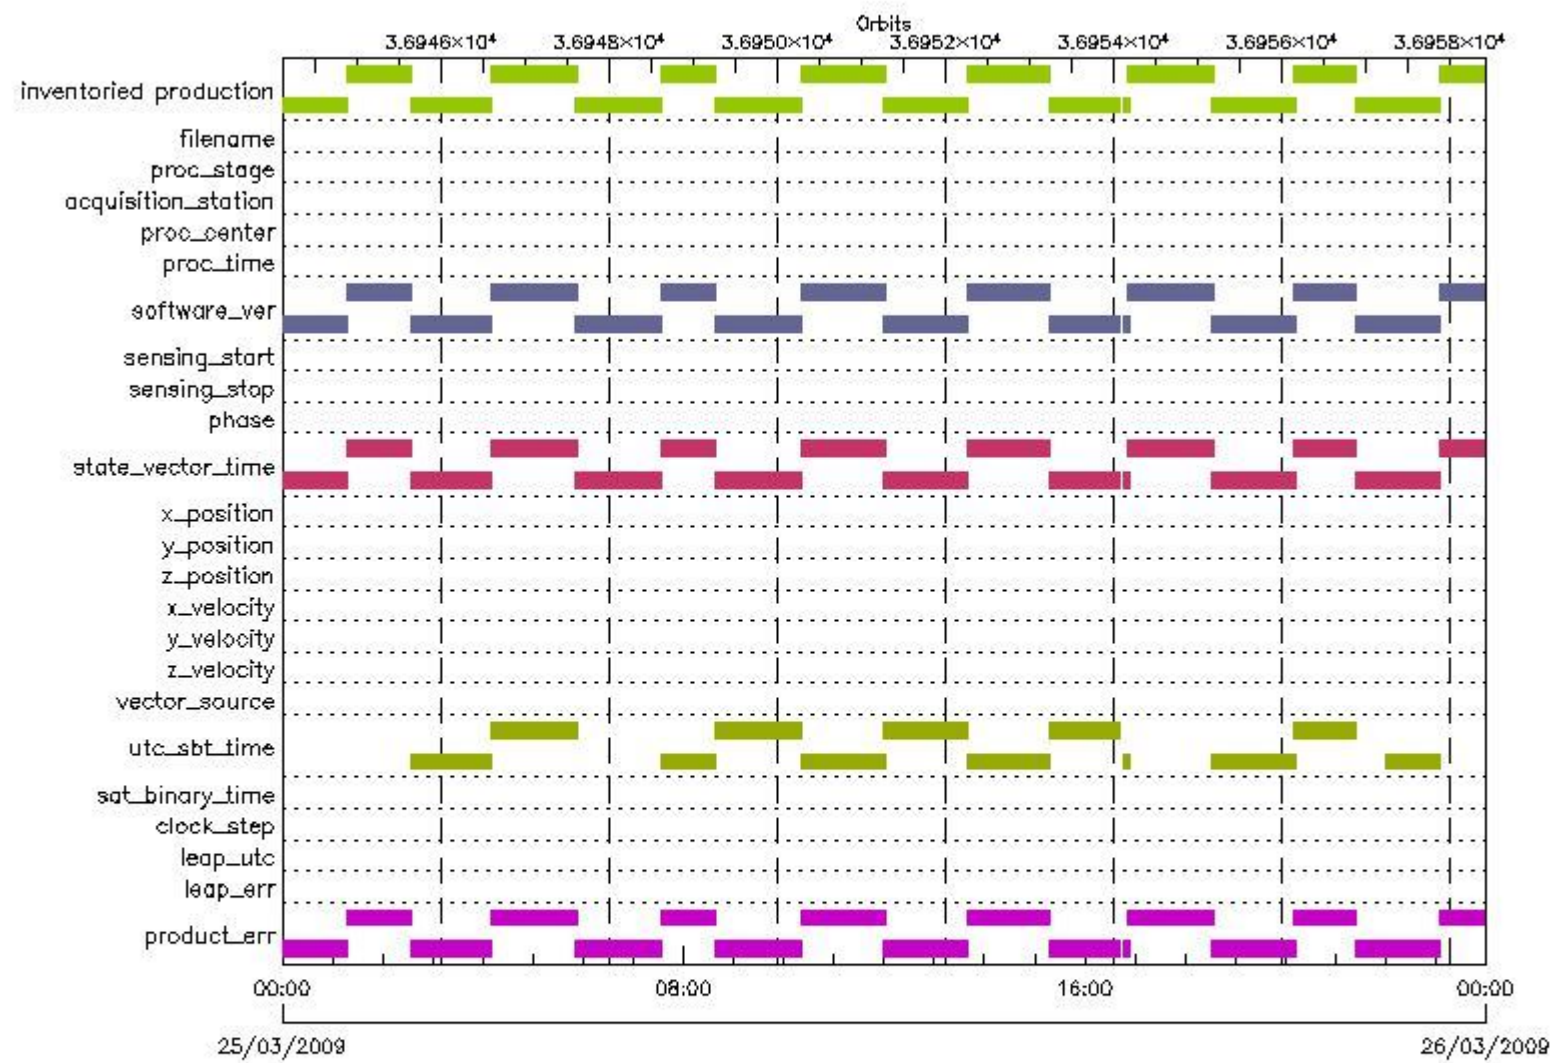 Orbits
3.6946×10⁴ 3.6948×10⁴ 3.6950×10⁴ 3.6952×10⁴ 3.6954×10⁴ 3.6956×10⁴ 3.6958×10⁴
inventoried production
filename
proc_stage
acquisition_station
proc_center
proc_time
software_ver
sensing_start
sensing_stop
phase
state_vector_time
x_position
y_position
z_position
x_velocity
y_velocity
z_velocity
vector_source
utc_sbt_time
sat_binary_time
clock_step
leap_utc
leap_err
product_err
00:00 08:00 16:00 00:00
25/03/2009 26/03/2009